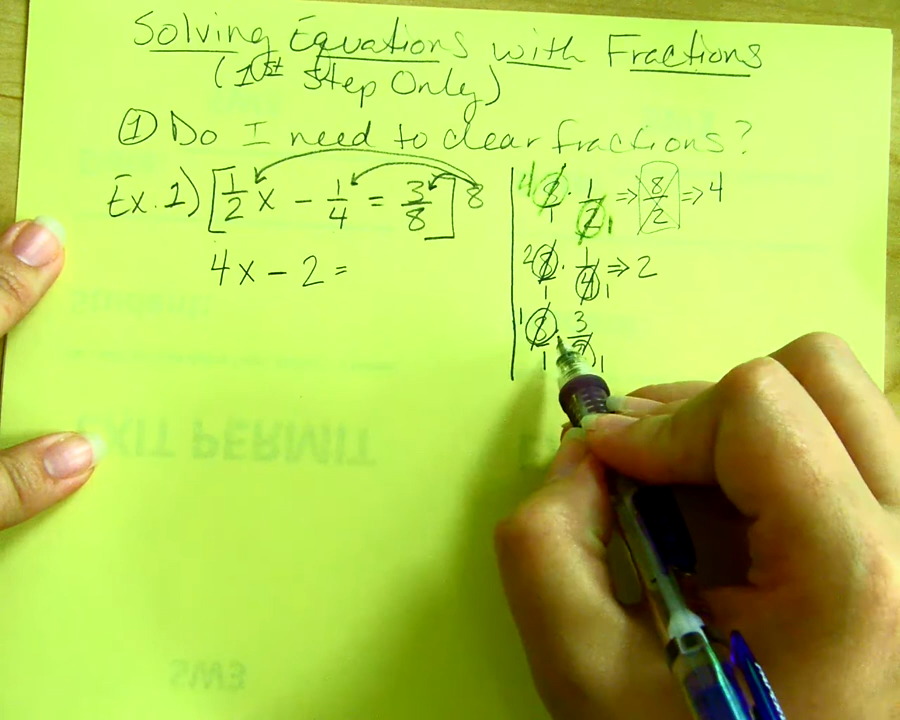 Solving Equations with Fractions
(1st Step Only)
① Do I need to clear fractions?
Ex. 1) [1/2 x - 1/4 = 3/8] 8
4x - 2 =
4 8 1 1/2 1 ⇒ 8/2 ⇒ 4
2 8 1 · 1/4 1 ⇒ 2
1 8 1 · 3/8 1
EXIT PERMIT
SW3